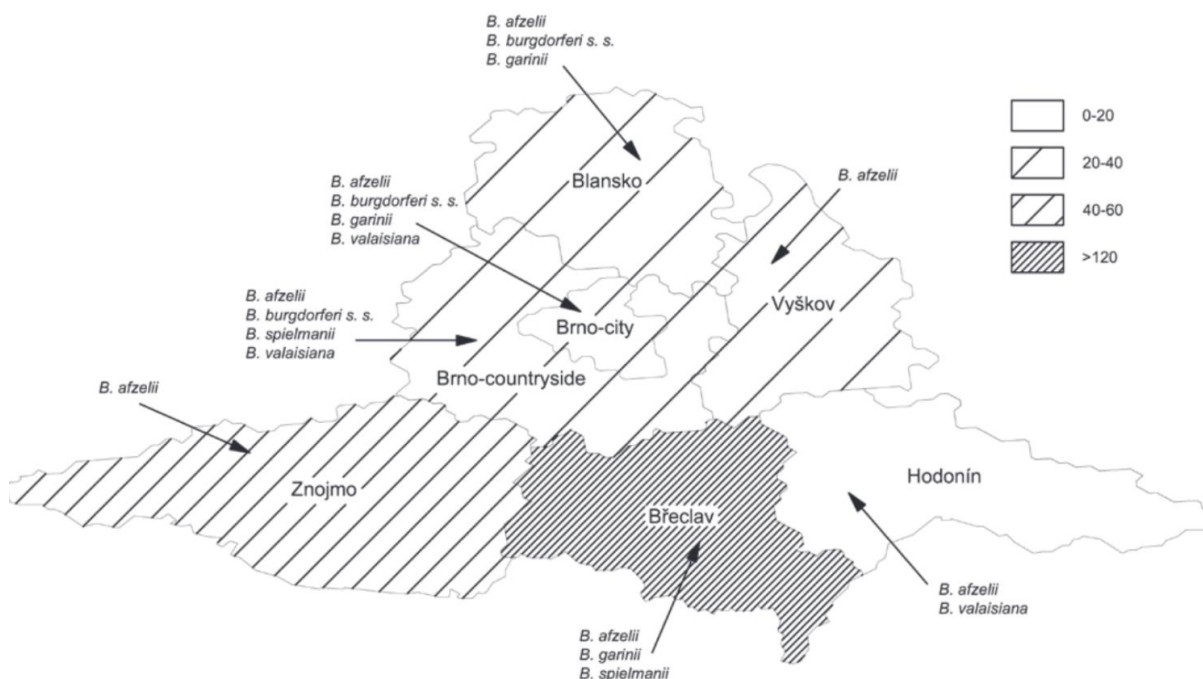 B. afzelii
B. burgdorferi s. s.
B. garinii
0-20
20-40
40-60
>120
B. afzelii
Blansko
B. afzelii
B. burgdorferi s. s.
B. garinii
B. valaisiana
Vyškov
B. afzelii
B. burgdorferi s. s.
B. spielmanii
B. valaisiana
Brno-city
Brno-countryside
B. afzelii
Znojmo
Břeclav
Hodonín
B. afzelii
B. valaisiana
B. afzelii
B. garinii
B. spielmanii